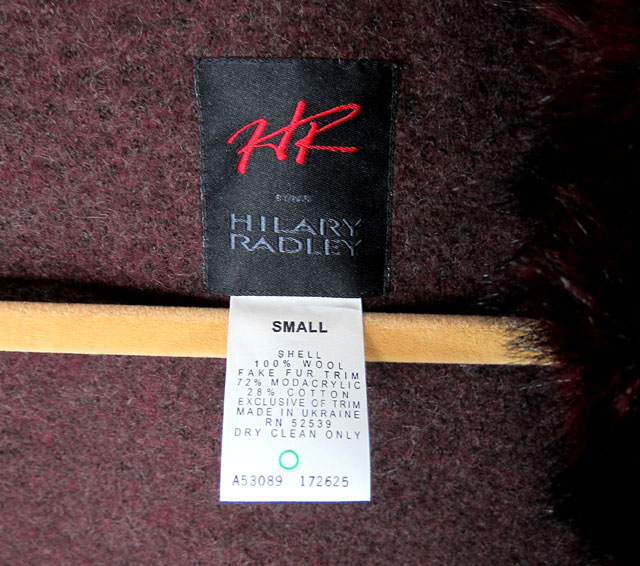 HR
HILARY
RADLEY
SMALL
SHELL
100% WOOL
FAKE FUR TRIM
72% MODACRYLIC
28% COTTON
EXCLUSIVE OF TRIM
MADE IN UKRAINE
RN 52539
DRY CLEAN ONLY
A53089 172625